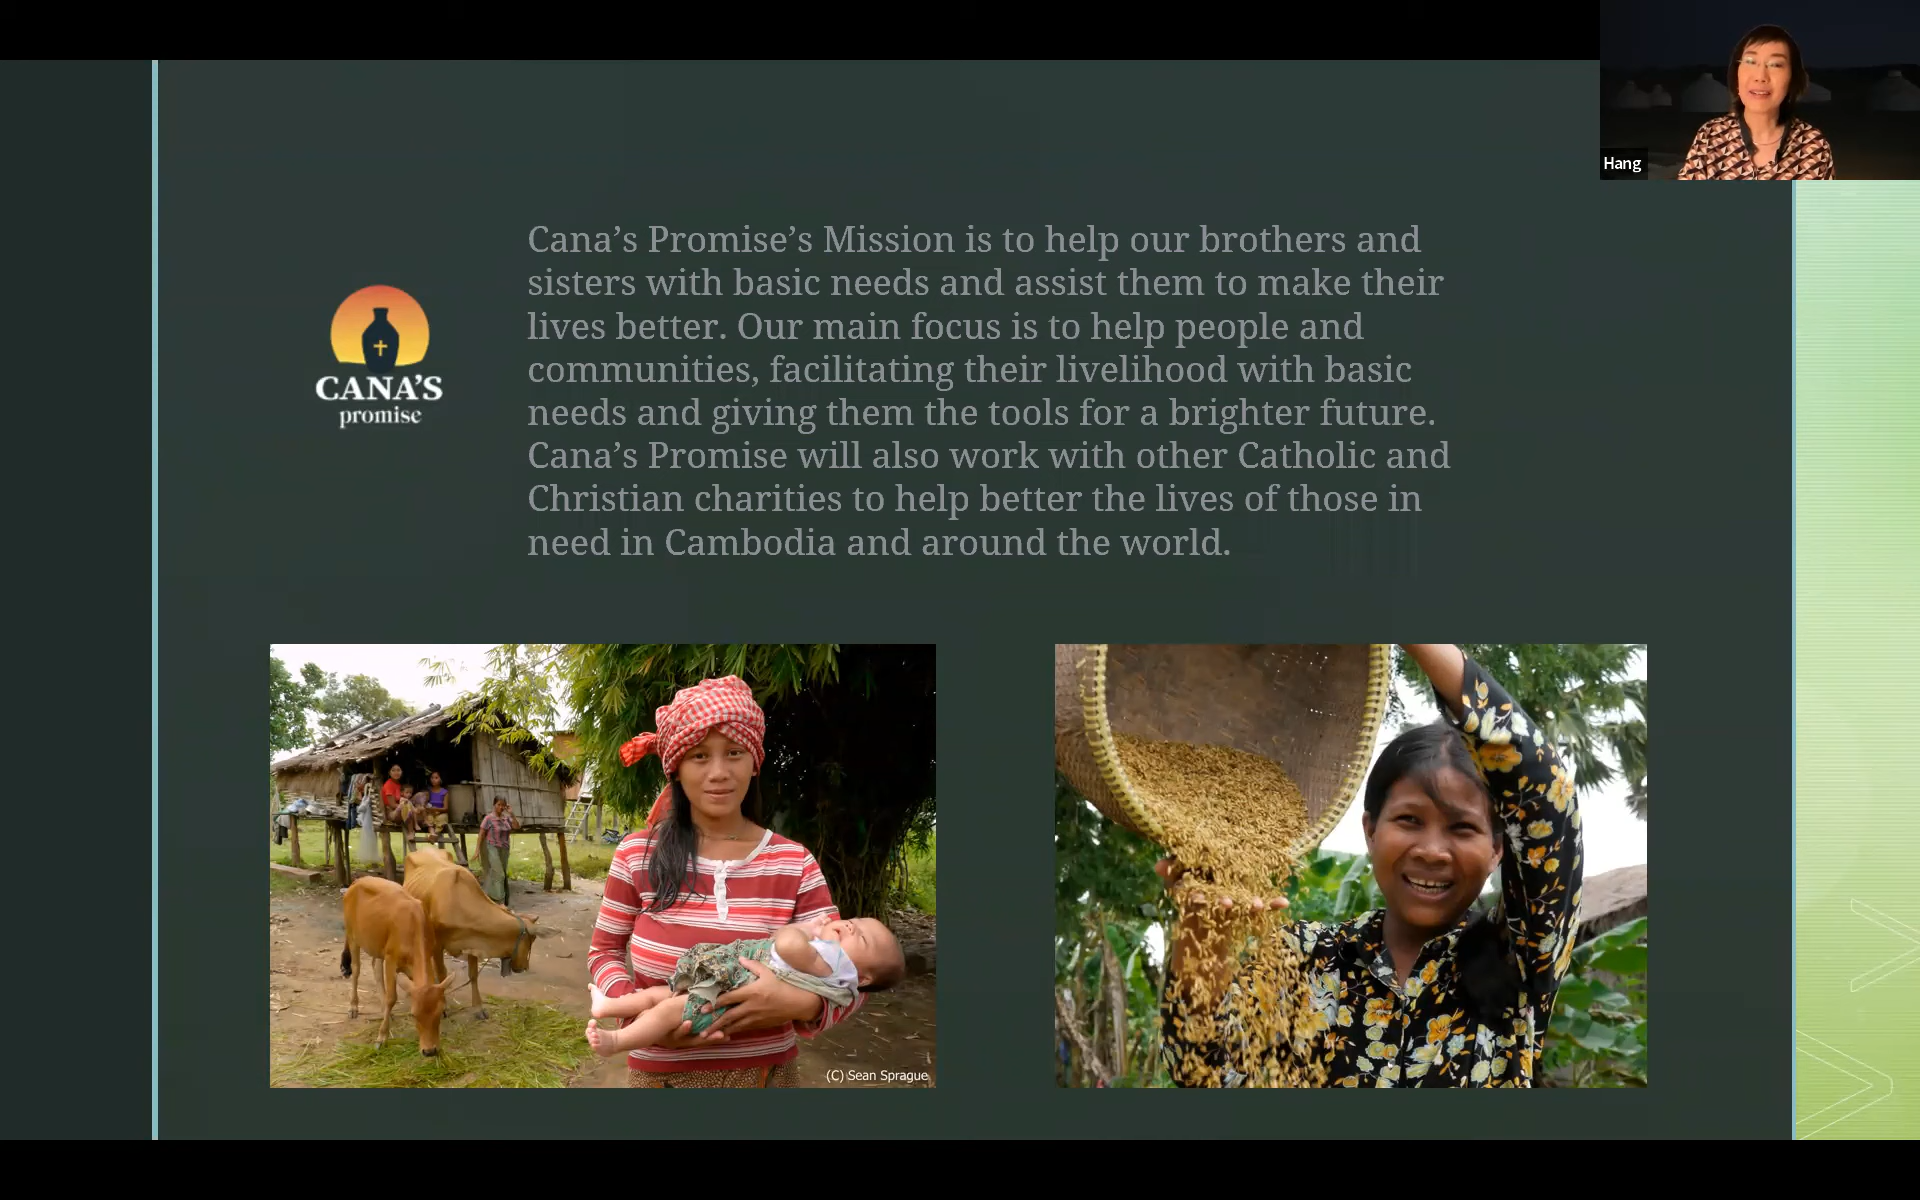 Hang
Cana’s Promise’s Mission is to help our brothers and
sisters with basic needs and assist them to make their
lives better. Our main focus is to help people and
communities, facilitating their livelihood with basic
needs and giving them the tools for a brighter future.
Cana’s Promise will also work with other Catholic and
Christian charities to help better the lives of those in
need in Cambodia and around the world.
CANA’S
promise
(C) Sean Sprague